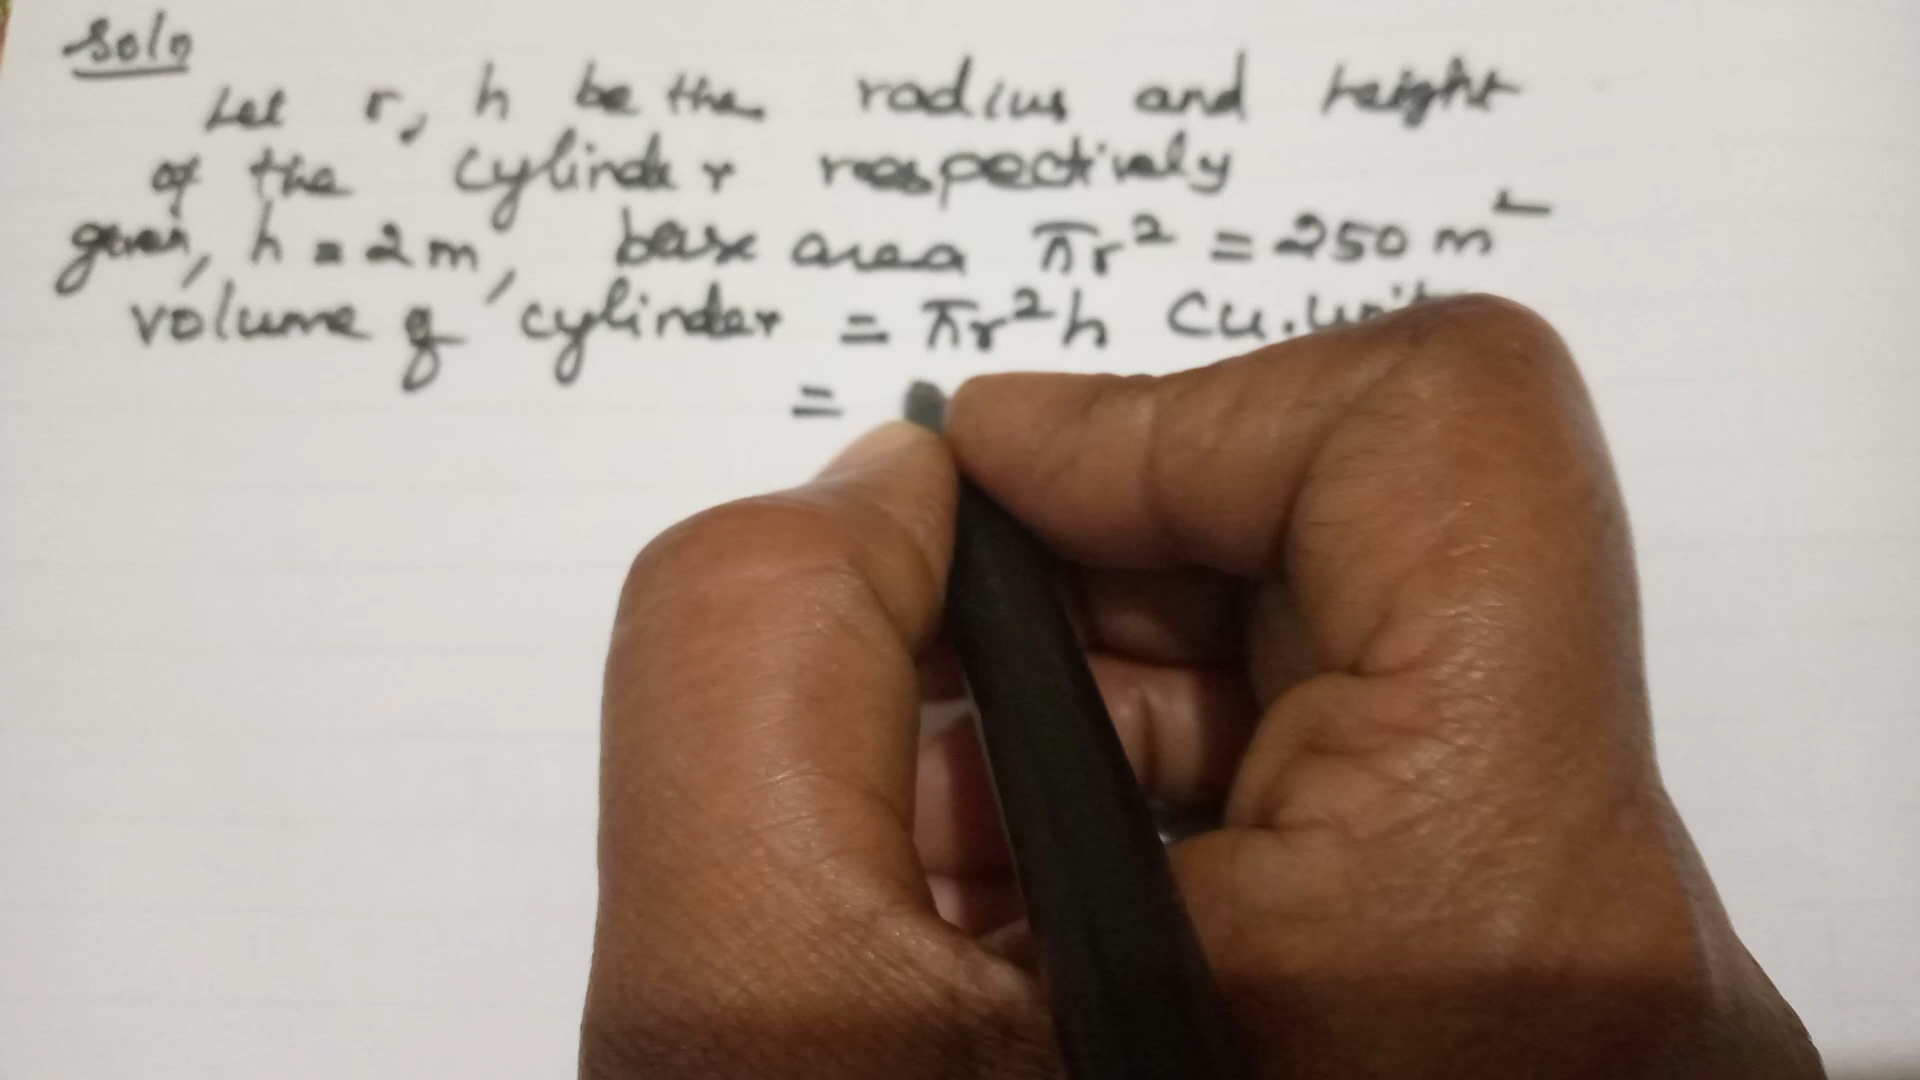 Soln
Let r, h be the radius and height
of the cylinder respectively
given, h = 2m, base area πr² = 250 m²
volume of cylinder = πr²h Cu.unit
=